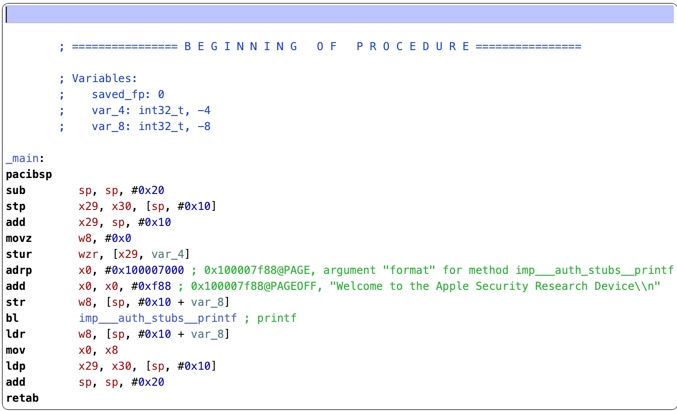 ; ================ B E G I N N I N G   O F   P R O C E D U R E ================
; Variables:
;    saved_fp: 0
;    var_4: int32_t, -4
;    var_8: int32_t, -8
_main:
pacibsp
sub        sp, sp, #0x20
stp        x29, x30, [sp, #0x10]
add        x29, sp, #0x10
movz       w8, #0x0
stur       wzr, [x29, var_4]
adrp       x0, #0x100007000 ; 0x100007f88@PAGE, argument "format" for method imp___auth_stubs__printf
add        x0, x0, #0xf88 ; 0x100007f88@PAGEOFF, "Welcome to the Apple Security Research Device\\n"
str        w8, [sp, #0x10 + var_8]
bl         imp___auth_stubs__printf ; printf
ldr        w8, [sp, #0x10 + var_8]
mov        x0, x8
ldp        x29, x30, [sp, #0x10]
add        sp, sp, #0x20
retab